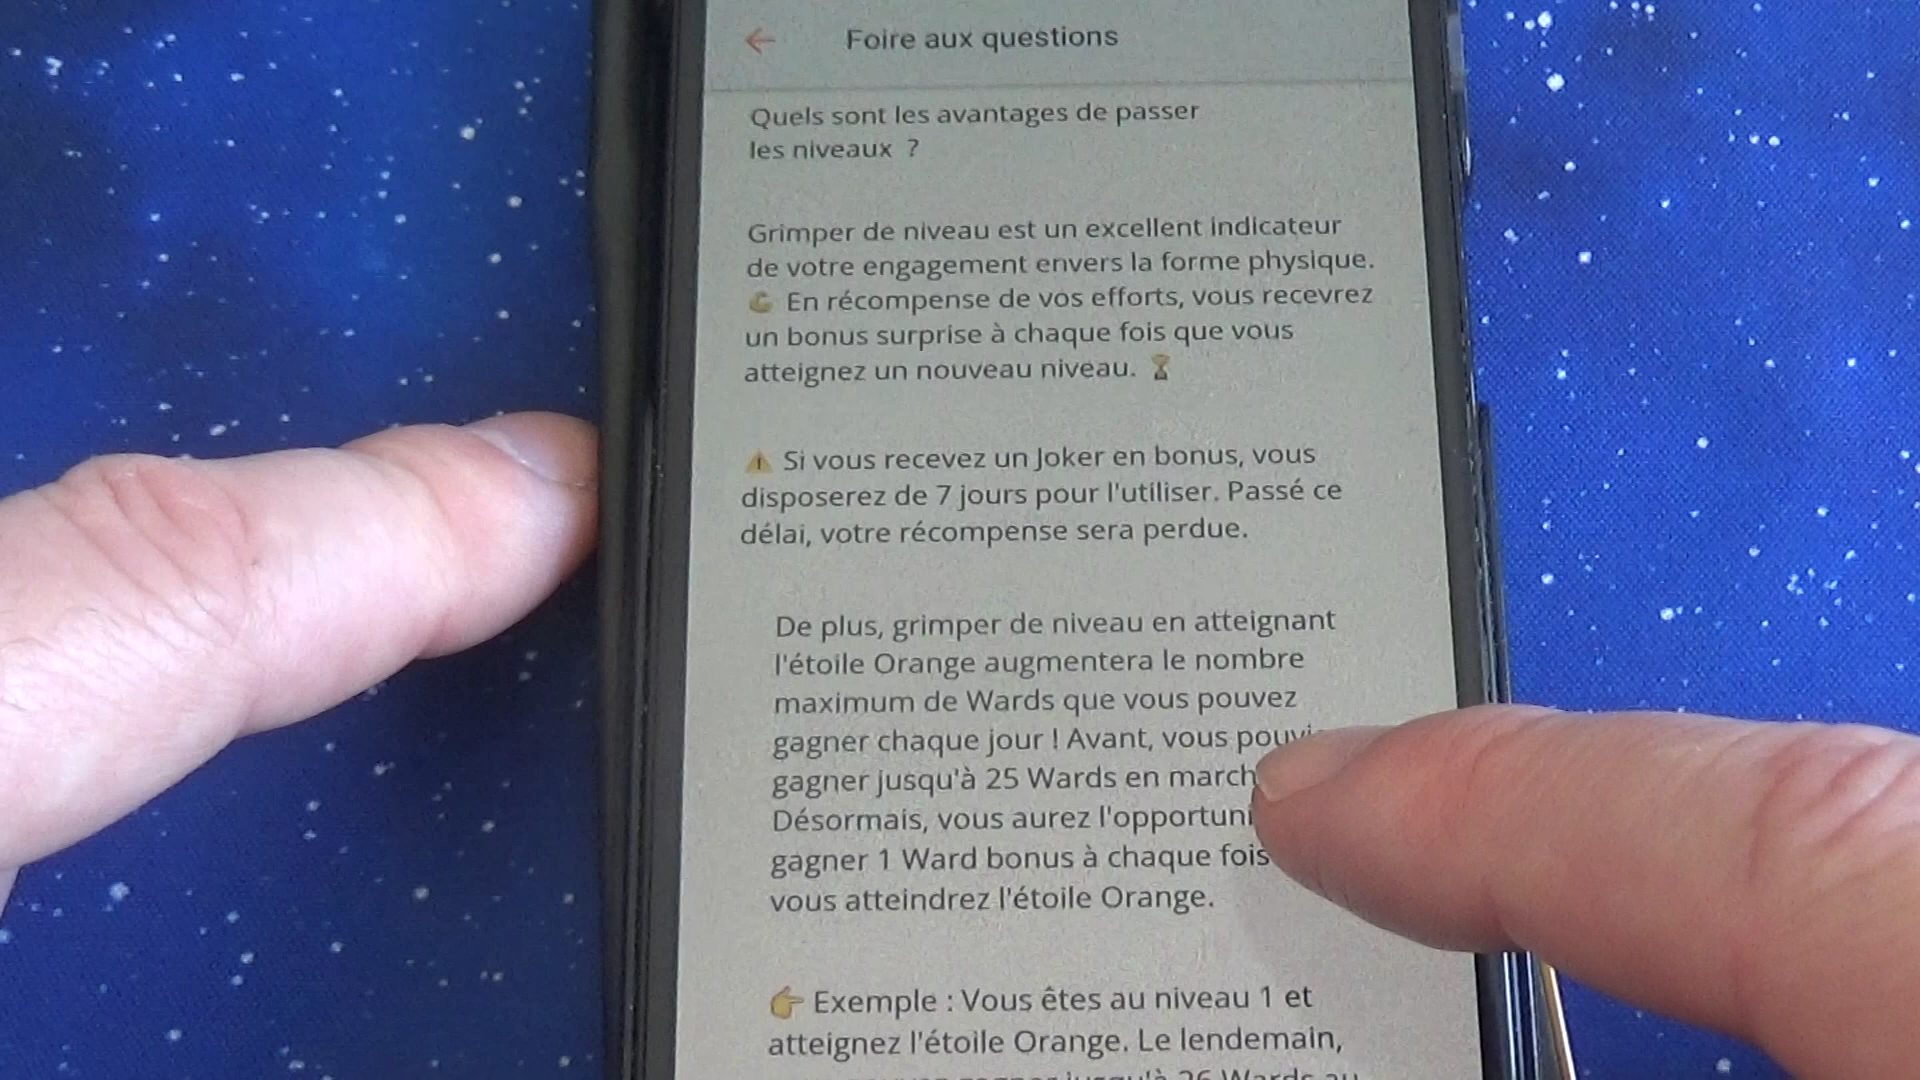 Foire aux questions
Quels sont les avantages de passer
les niveaux ?
Grimper de niveau est un excellent indicateur
de votre engagement envers la forme physique.
💪 En récompense de vos efforts, vous recevrez
un bonus surprise à chaque fois que vous
atteignez un nouveau niveau. ⏳
⚠️ Si vous recevez un Joker en bonus, vous
disposerez de 7 jours pour l'utiliser. Passé ce
délai, votre récompense sera perdue.
De plus, grimper de niveau en atteignant
l'étoile Orange augmentera le nombre
maximum de Wards que vous pouvez
gagner chaque jour ! Avant, vous
gagner jusqu'à 25 Wards en
Désormais, vous aurez
gagner 1 Ward bonus à chaque fois
vous atteindrez l'étoile Orange.
👉 Exemple : Vous êtes au niveau 1 et
atteignez l'étoile Orange. Le lendemain,
jusqu'à 26 Wards au